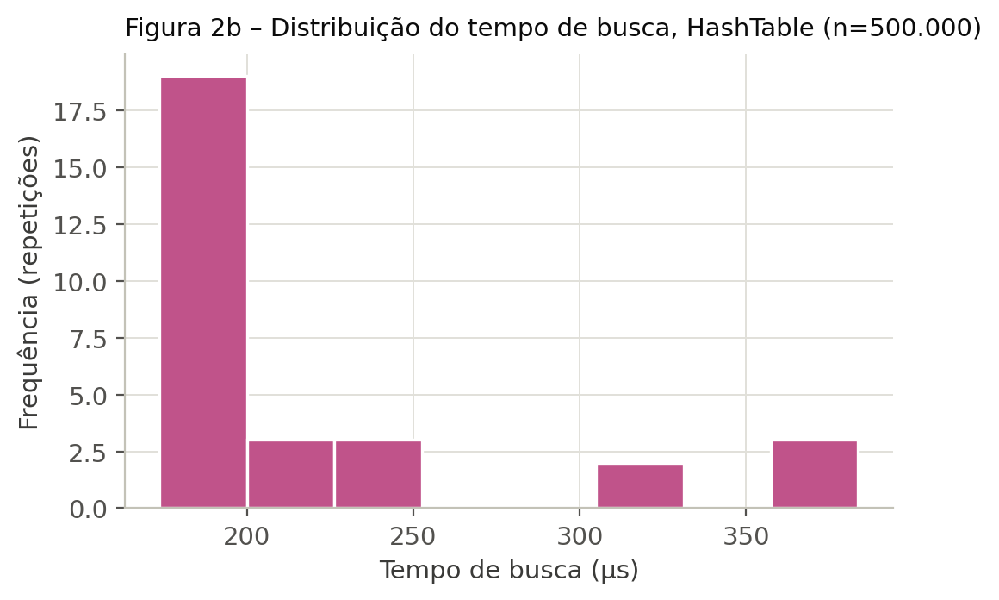 Figura 2b – Distribuição do tempo de busca, HashTable (n=500.000)
Frequência (repetições)
17.5
15.0
12.5
10.0
7.5
5.0
2.5
0.0
200 250 300 350
Tempo de busca (µs)